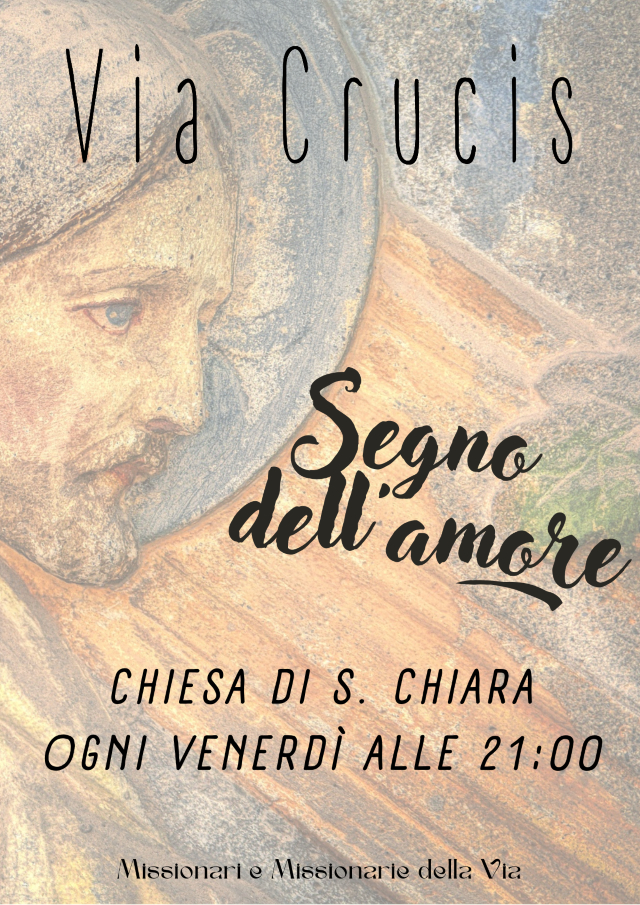 Via Crucis
Segno
dell'amore
CHIESA DI S. CHIARA
OGNI VENERDÌ ALLE 21:00
Missionari e Missionarie della Via